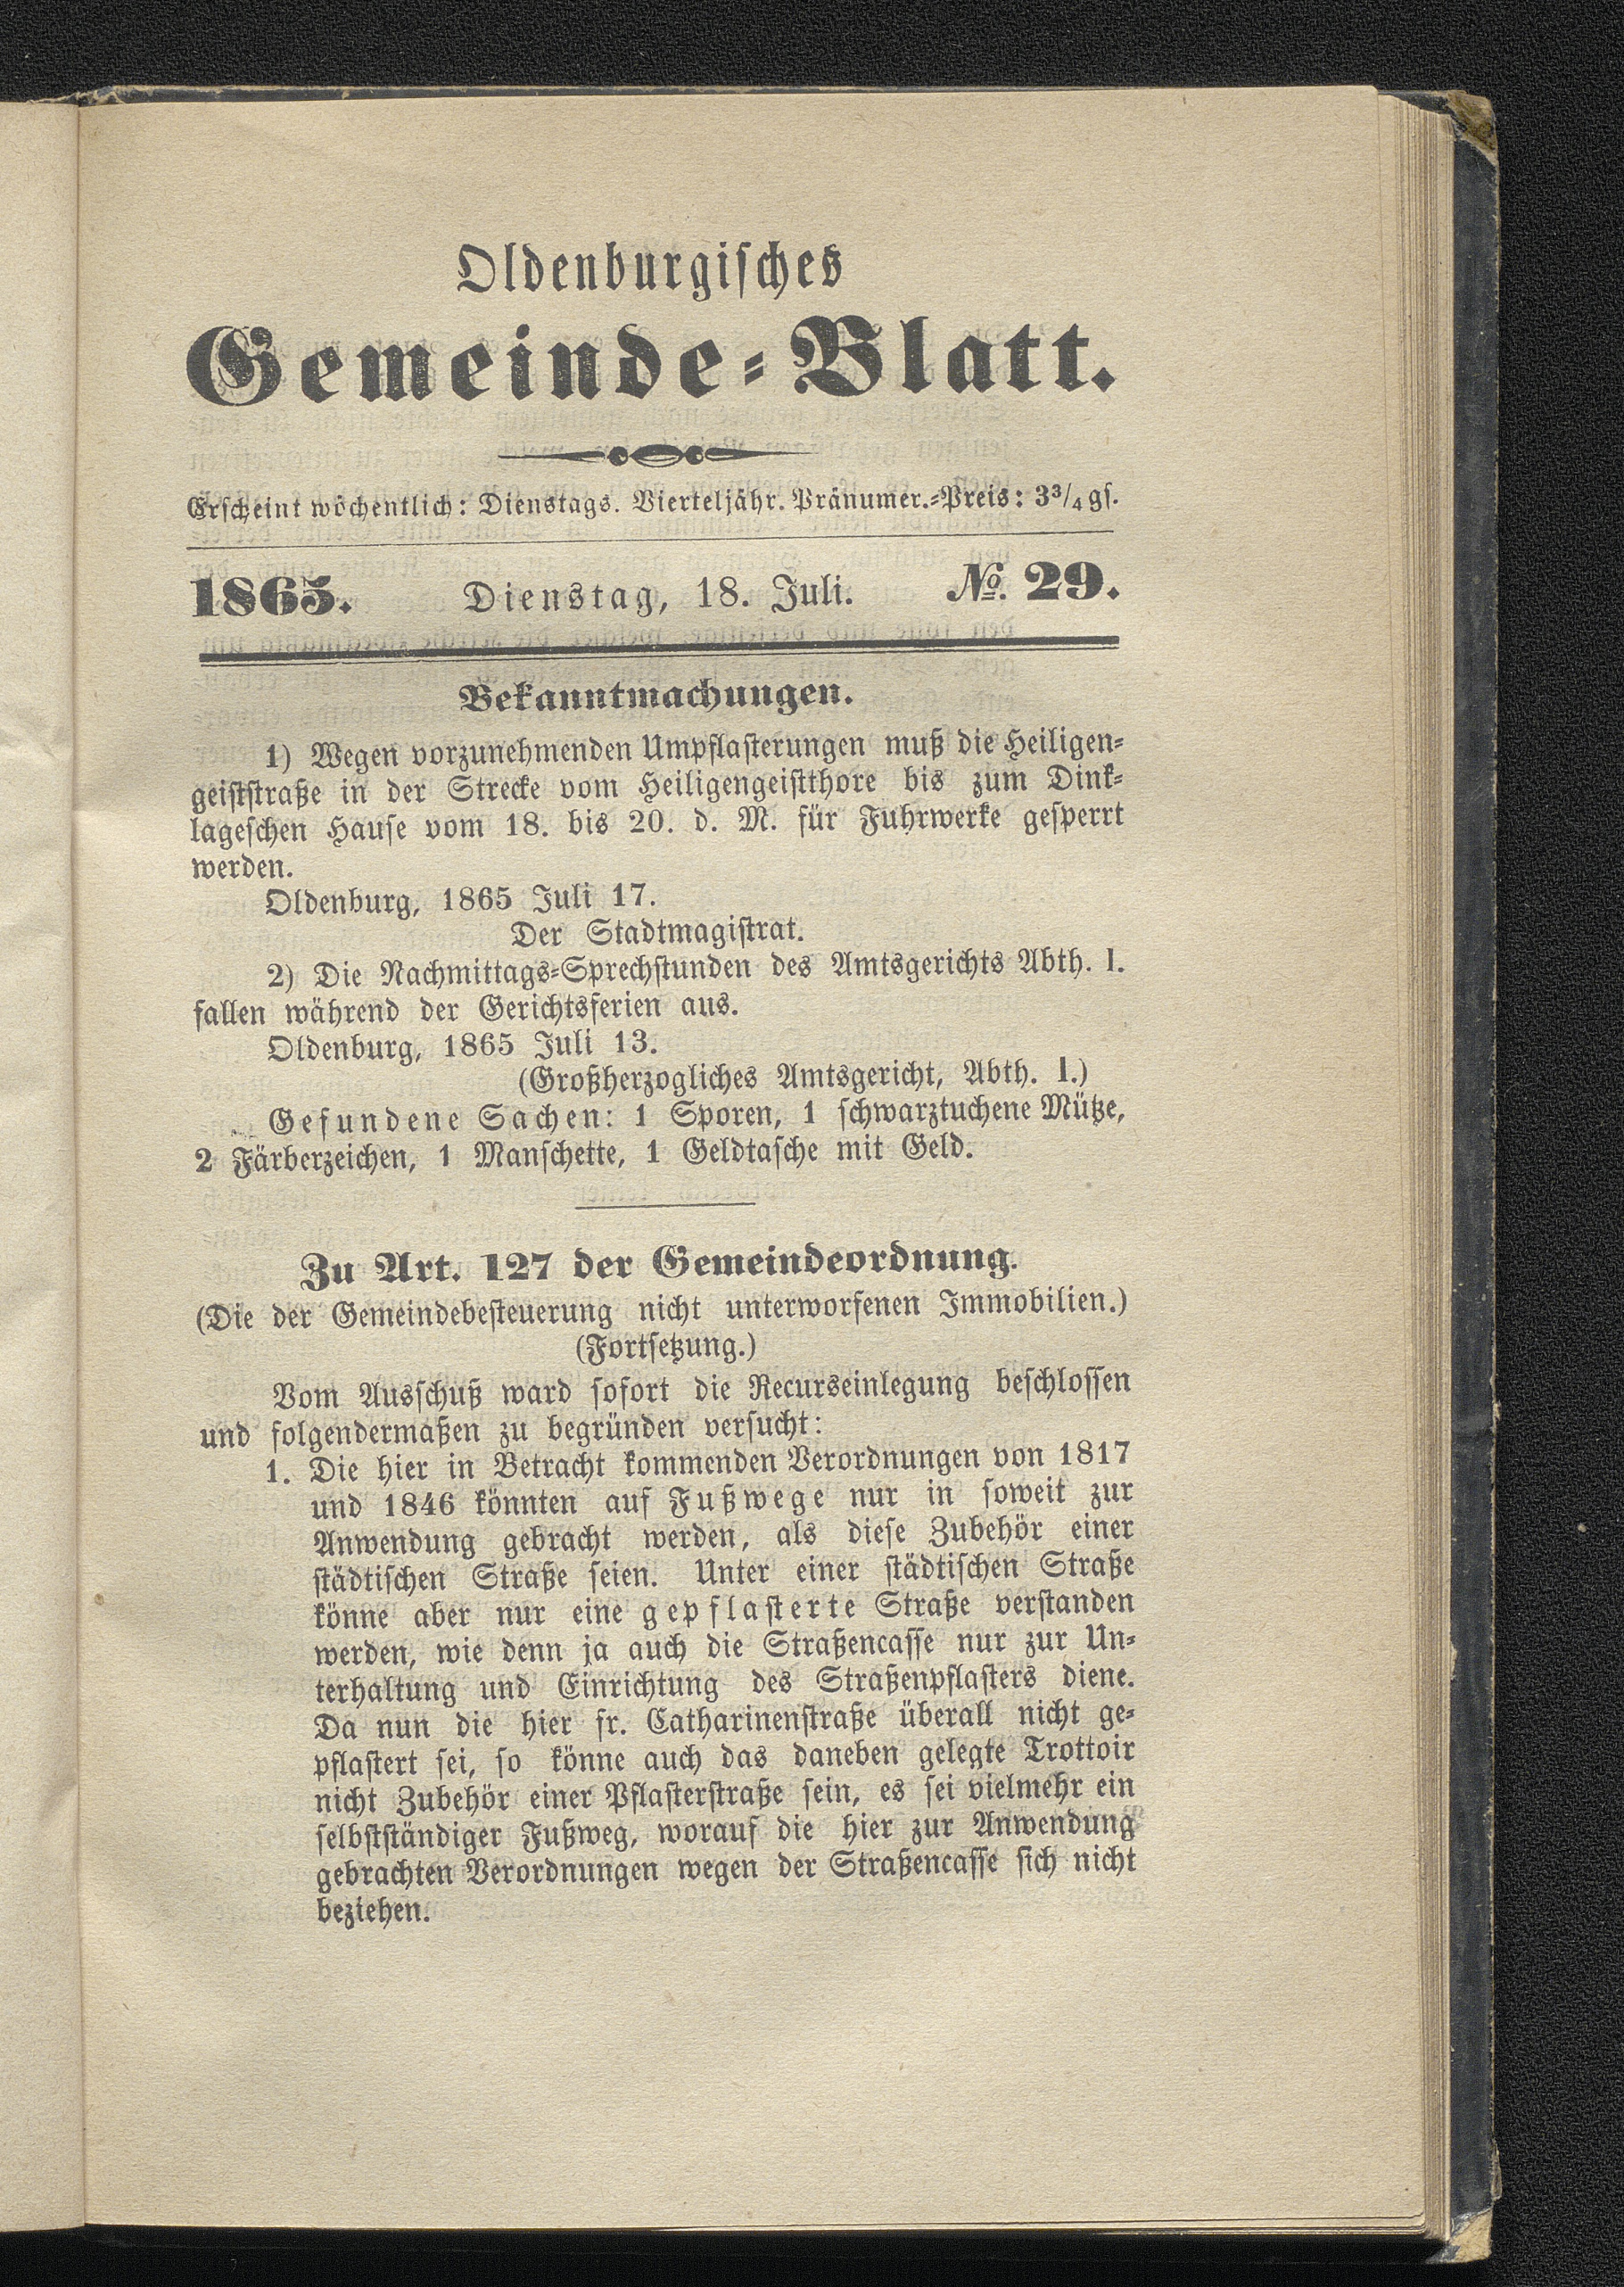 Oldenburgisches
Gemeinde-Blatt.
Erscheint wöchentlich: Dienstags. Vierteljähr. Pränumer.-Preis: 3 3/4 gs.
1865. Dienstag, 18. Juli. No. 29.
Bekanntmachungen.
1) Wegen vorzunehmenden Umpflasterungen muß die Heiligen-
geiststraße in der Strecke vom Heiligengeistthore bis zum Dink-
lageschen Hause vom 18. bis 20. d. M. für Fuhrwerke gesperrt
werden.
Oldenburg, 1865 Juli 17.
Der Stadtmagistrat.
2) Die Nachmittags-Sprechstunden des Amtsgerichts Abth. I.
fallen während der Gerichtsferien aus.
Oldenburg, 1865 Juli 13.
(Großherzogliches Amtsgericht, Abth. I.)
Gefundene Sachen: 1 Sporen, 1 schwarztuchene Mütze,
2 Färberzeichen, 1 Manschette, 1 Geldtasche mit Geld.
Zu Art. 127 der Gemeindeordnung.
(Die der Gemeindebesteuerung nicht unterworfenen Immobilien.)
(Fortsetzung.)
Vom Ausschuß ward sofort die Recurseinlegung beschlossen
und folgendermaßen zu begründen versucht:
1. Die hier in Betracht kommenden Verordnungen von 1817
und 1846 könnten auf Fußwege nur in soweit zur
Anwendung gebracht werden, als diese Zubehör einer
städtischen Straße seien. Unter einer städtischen Straße
könne aber nur eine gepflasterte Straße verstanden
werden, wie denn ja auch die Straßencasse nur zur Un-
terhaltung und Einrichtung des Straßenpflasters diene.
Da nun die hier fr. Catharinenstraße überall nicht ge-
pflastert sei, so könne auch das daneben gelegte Trottoir
nicht Zubehör einer Pflasterstraße sein, es sei vielmehr ein
selbstständiger Fußweg, worauf die hier zur Anwendung
gebrachten Verordnungen wegen der Straßencasse sich nicht
beziehen.